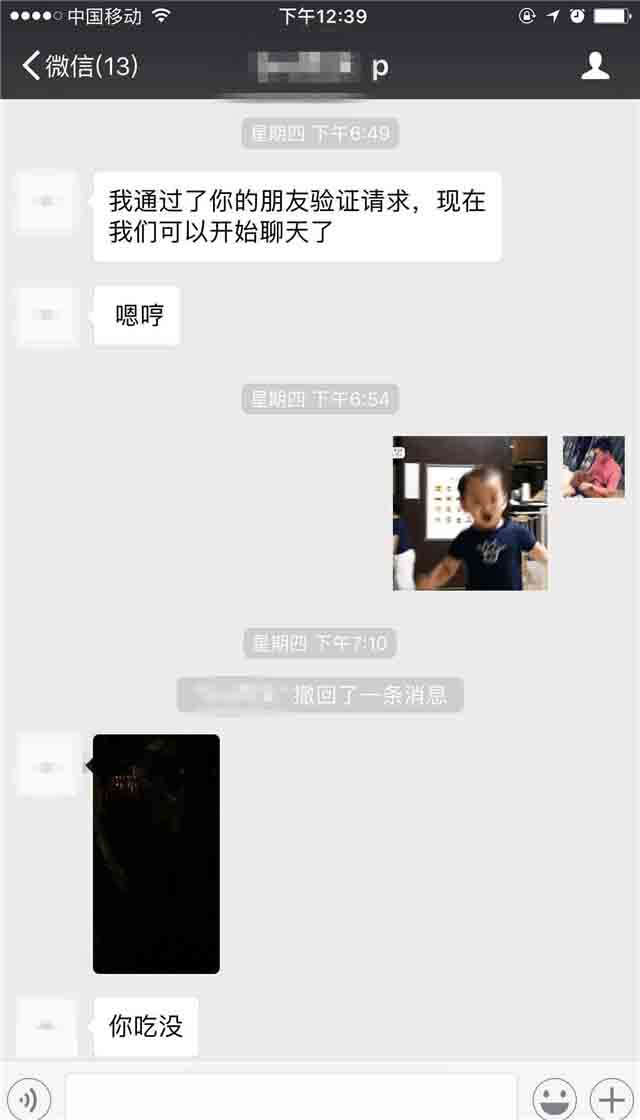 中国移动
下午12:39
微信(13)
p
星期四 下午6:49
我通过了你的朋友验证请求，现在
我们可以开始聊天了
嗯哼
星期四 下午6:54
星期四 下午7:10
撤回了一条消息
你吃没